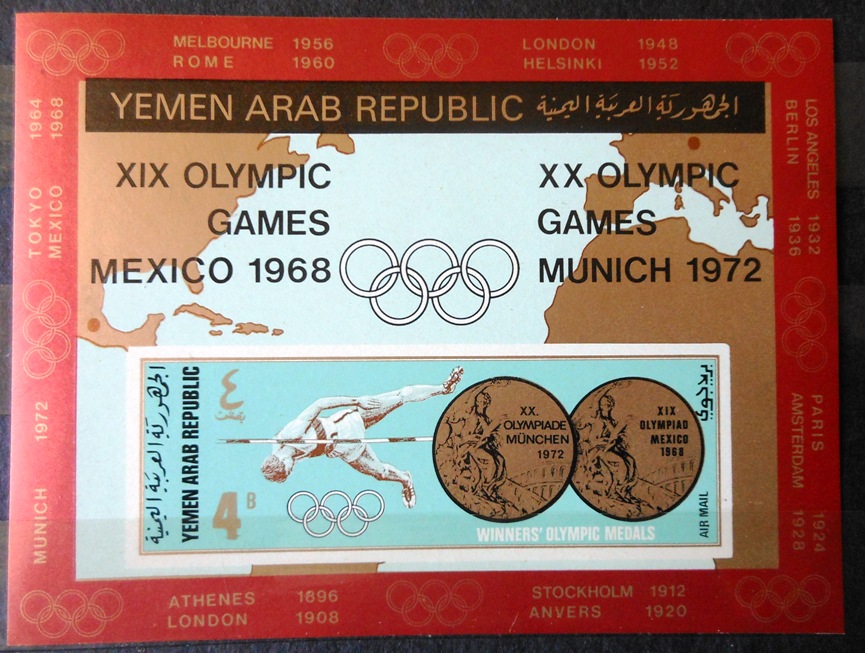 MELBOURNE 1956
ROME 1960
LONDON 1948
HELSINKI 1952
1964 1968
TOKYO MEXICO
MUNICH 1972
LOS ANGELES 1932
BERLIN 1936
PARIS 1924
AMSTERDAM 1928
YEMEN ARAB REPUBLIC الجمهورية العربية اليمنية
XIX OLYMPIC
GAMES
MEXICO 1968
XX OLYMPIC
GAMES
MUNICH 1972
الجمهورية العربية اليمنية
YEMEN ARAB REPUBLIC
٤
4B
XX.
OLYMPIADE
MÜNCHEN
1972
XIX
OLYMPIAD
MEXICO
1968
WINNERS' OLYMPIC MEDALS
AIR MAIL
ATHENES 1896
LONDON 1908
STOCKHOLM 1912
ANVERS 1920